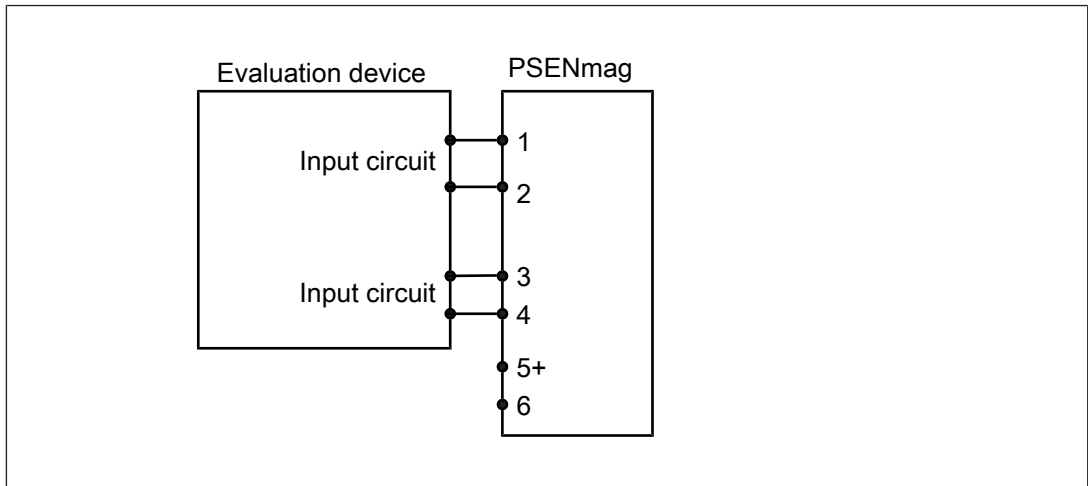 Evaluation device
PSENmag
Input circuit
1
2
Input circuit
3
4
5+
6